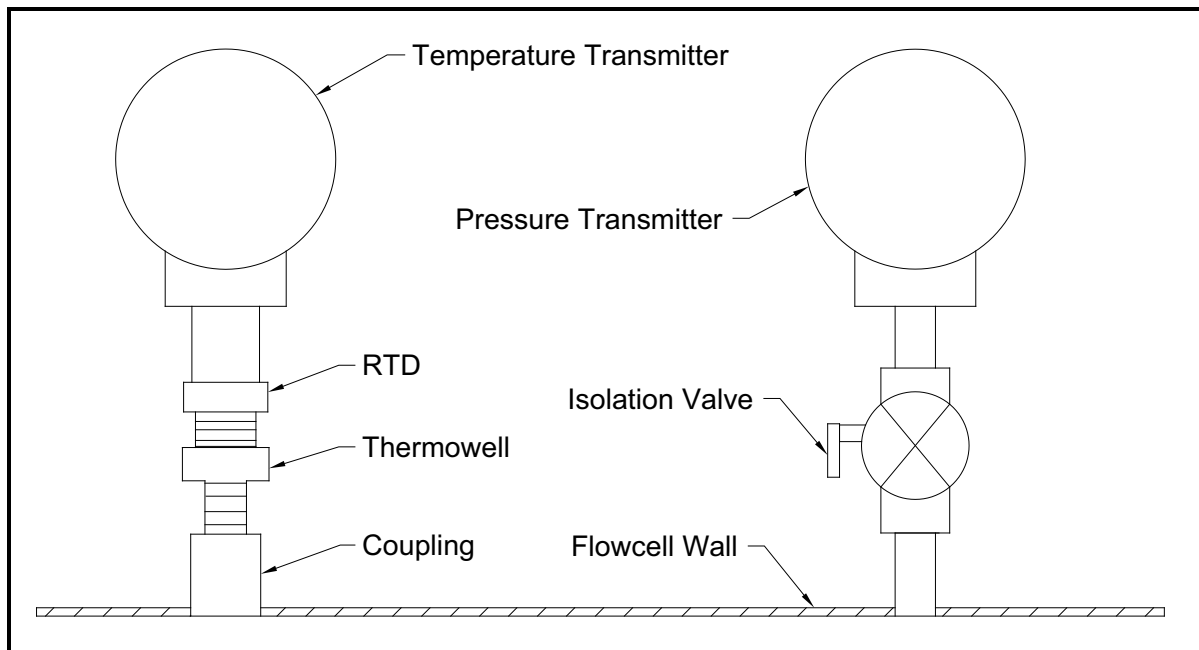 Temperature Transmitter
Pressure Transmitter
RTD
Isolation Valve
Thermowell
Coupling
Flowcell Wall